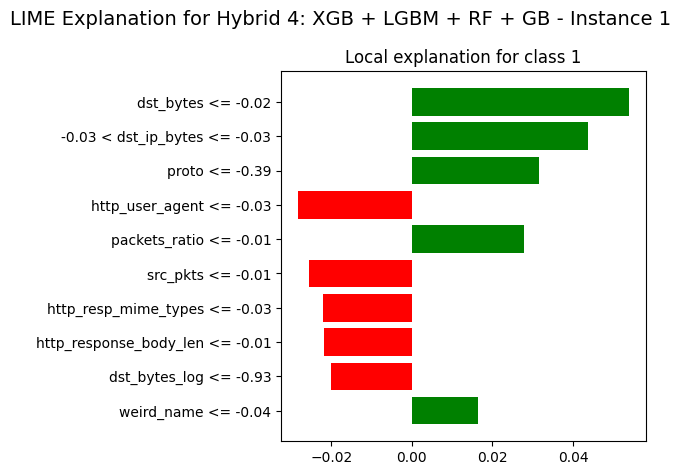 LIME Explanation for Hybrid 4: XGB + LGBM + RF + GB - Instance 1
Local explanation for class 1
dst_bytes <= -0.02
-0.03 < dst_ip_bytes <= -0.03
proto <= -0.39
http_user_agent <= -0.03
packets_ratio <= -0.01
src_pkts <= -0.01
http_resp_mime_types <= -0.03
http_response_body_len <= -0.01
dst_bytes_log <= -0.93
weird_name <= -0.04
−0.02 0.00 0.02 0.04